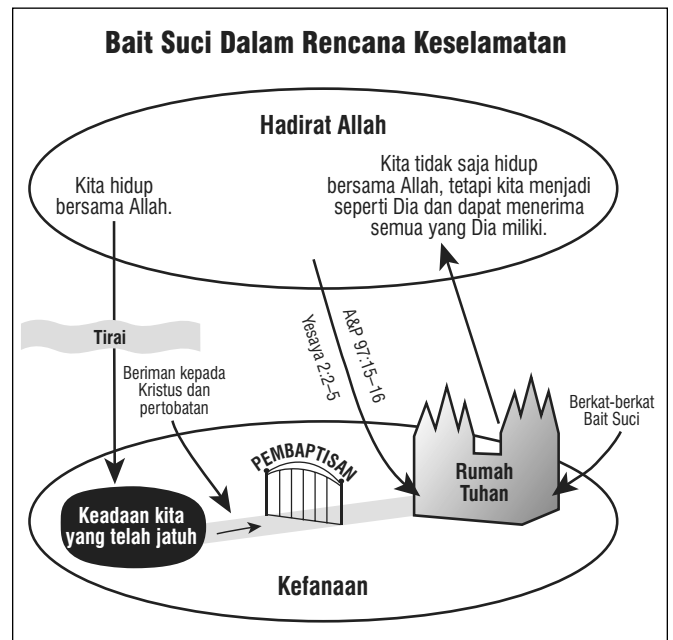 Bait Suci Dalam Rencana Keselamatan
Hadirat Allah
Kita hidup
bersama Allah.
Kita tidak saja hidup
bersama Allah, tetapi kita menjadi
seperti Dia dan dapat menerima
semua yang Dia miliki.
Tirai
Yesaya 2:2–5
A&P 97:15–16
Beriman kepada
Kristus dan
pertobatan
PEMBAPTISAN
Berkat-berkat
Bait Suci
Rumah
Tuhan
Keadaan kita
yang telah jatuh
Kefanaan